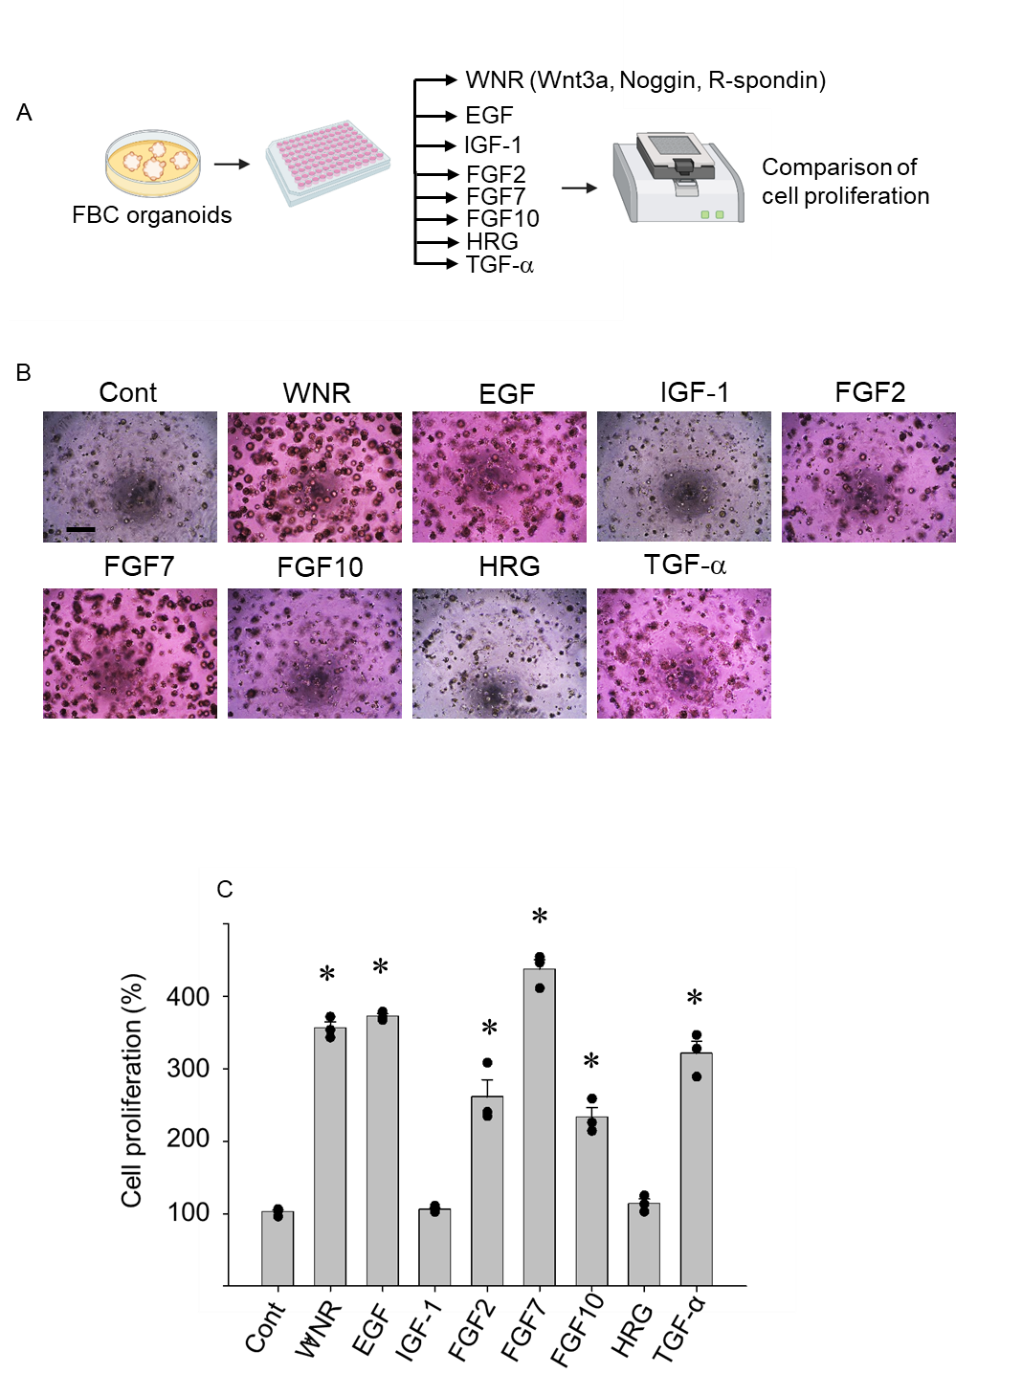 A
WNR (Wnt3a, Noggin, R-spondin)
EGF
IGF-1
FGF2
FGF7
FGF10
HRG
TGF-α
FBC organoids
Comparison of
cell proliferation
B
Cont
WNR
EGF
IGF-1
FGF2
FGF7
FGF10
HRG
TGF-α
C
Cell proliferation (%)
400
300
200
100
*
*
*
*
*
*
Cont
WNR
EGF
IGF-1
FGF2
FGF7
FGF10
HRG
TGF-α